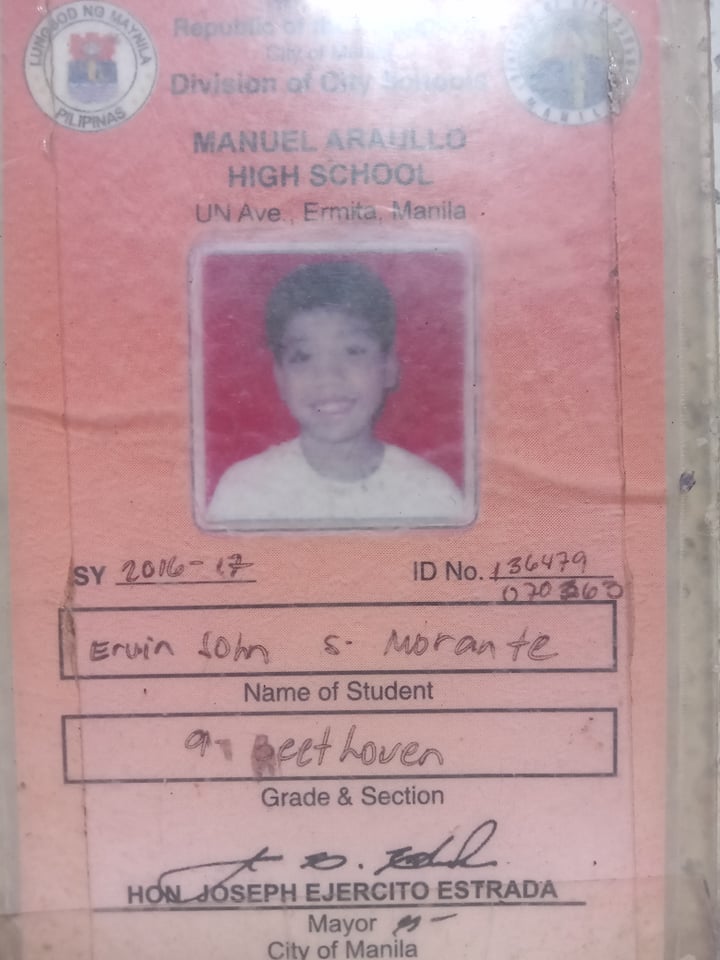 LUNGSOD NG MAYNILA
PILIPINAS
Republic of the
City of
Division of City Schools
MANILA
MANUEL ARAULLO
HIGH SCHOOL
UN Ave., Ermita, Manila
SY 2016-17
ID No. 136479
070
Ervin John S. Morante
Name of Student
9- Beethoven
Grade & Section
HON. JOSEPH EJERCITO ESTRADA
Mayor
City of Manila